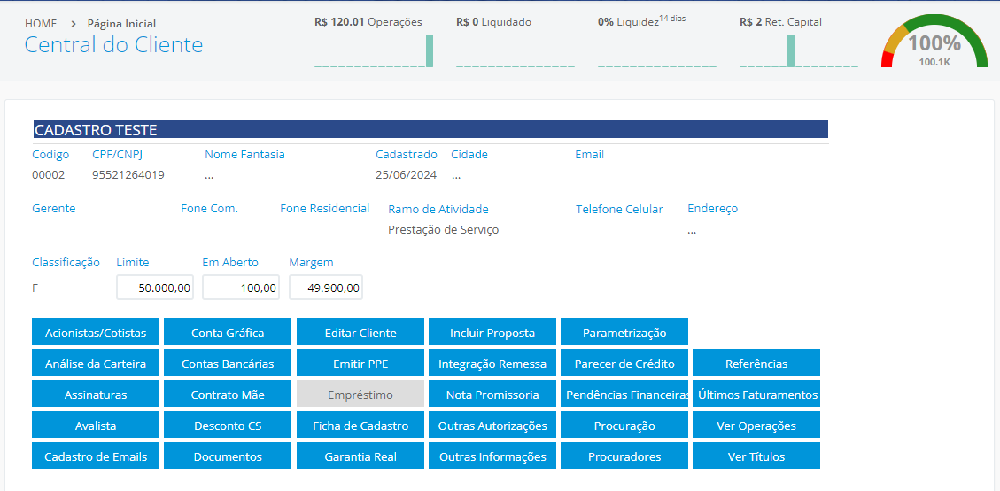 HOME > Página Inicial
Central do Cliente
R$ 120.01 Operações
R$ 0 Liquidado
0% Liquidez 14 dias
R$ 2 Ret. Capital
100%
100.1K
CADASTRO TESTE
Código CPF/CNPJ Nome Fantasia Cadastrado Cidade Email
00002 95521264019 ... 25/06/2024 ...
Gerente Fone Com. Fone Residencial Ramo de Atividade Telefone Celular Endereço
Prestação de Serviço ...
Classificação Limite Em Aberto Margem
F 50.000,00 100,00 49.900,00
Acionistas/Cotistas Conta Gráfica Editar Cliente Incluir Proposta Parametrização
Análise da Carteira Contas Bancárias Emitir PPE Integração Remessa Parecer de Crédito Referências
Assinaturas Contrato Mãe Empréstimo Nota Promissoria Pendências Financeiras Últimos Faturamentos
Avalista Desconto CS Ficha de Cadastro Outras Autorizações Procuração Ver Operações
Cadastro de Emails Documentos Garantia Real Outras Informações Procuradores Ver Títulos